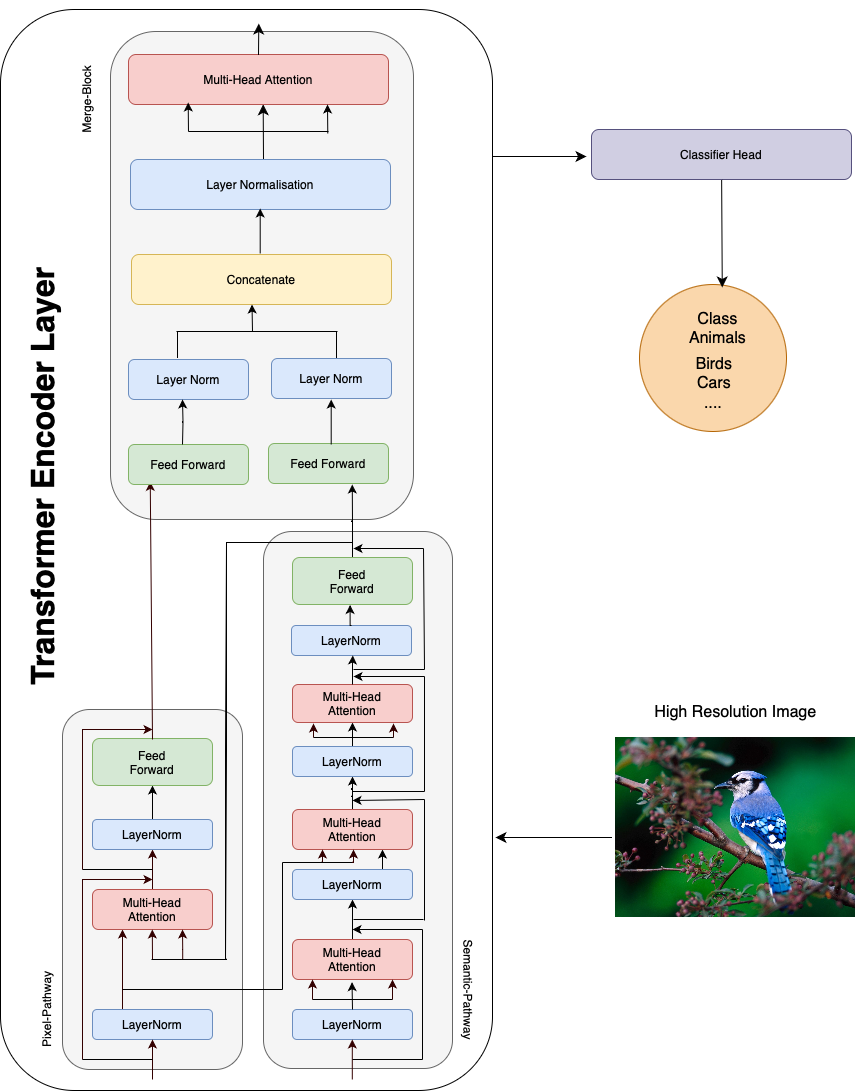 Merge-Block
Multi-Head Attention
Layer Normalisation
Concatenate
Layer Norm
Layer Norm
Feed Forward
Feed Forward
Transformer Encoder Layer
Classifier Head
Class
Animals
Birds
Cars
....
Pixel-Pathway
Feed
Forward
LayerNorm
Multi-Head
Attention
LayerNorm
Semantic-Pathway
Feed
Forward
LayerNorm
Multi-Head
Attention
LayerNorm
Multi-Head
Attention
LayerNorm
Multi-Head
Attention
LayerNorm
High Resolution Image